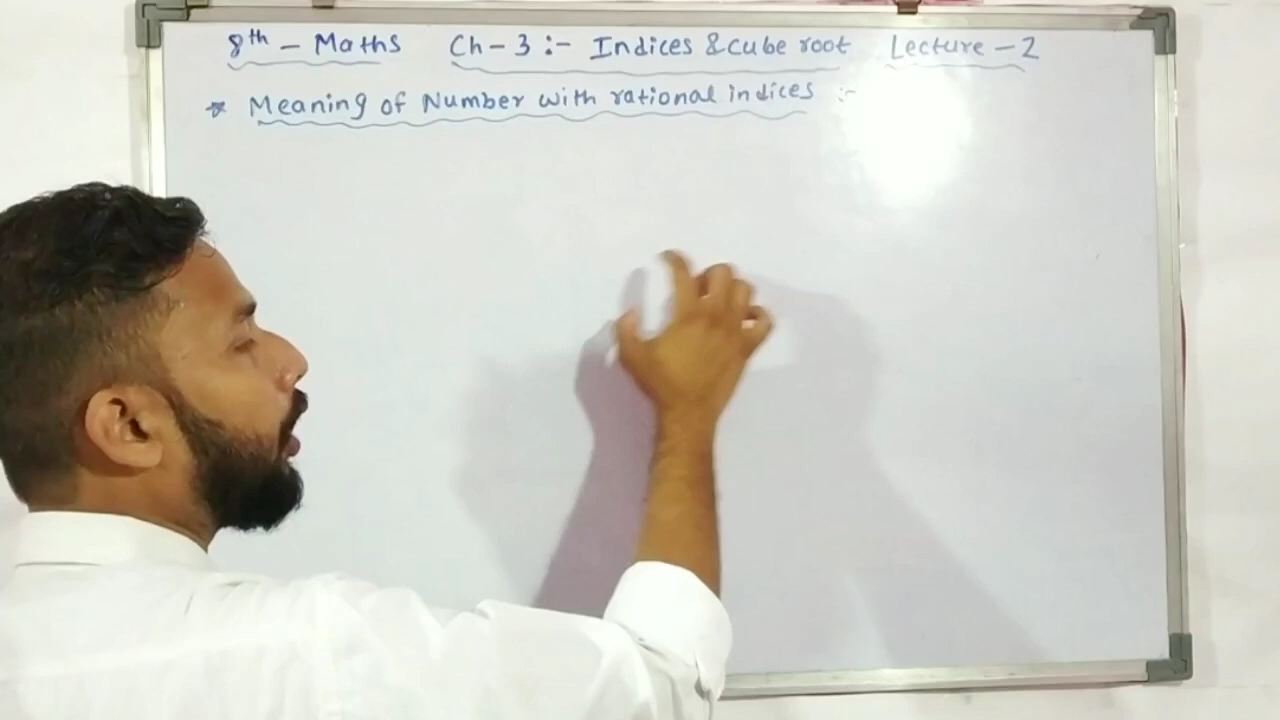 8th - Maths Ch-3 :- Indices & cube root Lecture - 2
* Meaning of Number with rational indices :-